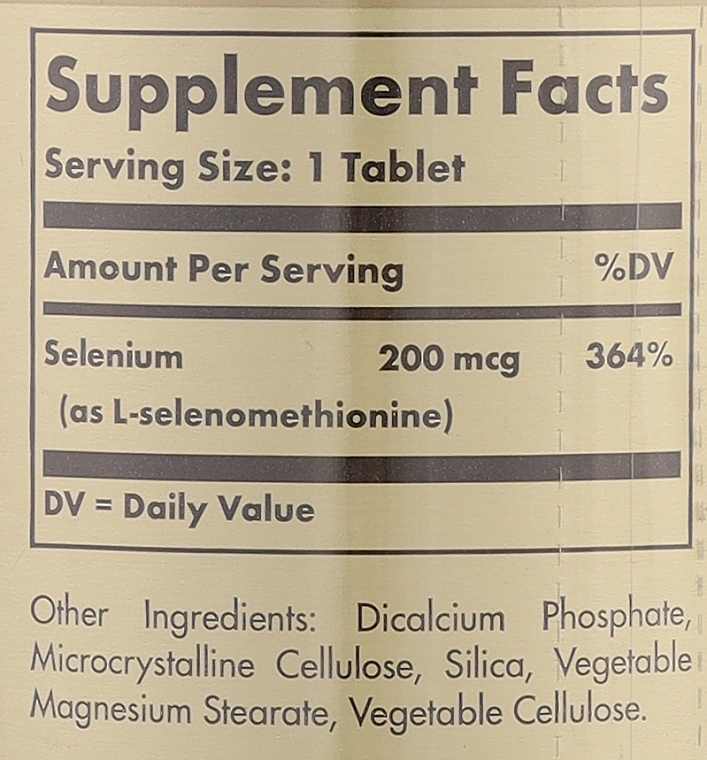 Supplement Facts
Serving Size: 1 Tablet
Amount Per Serving %DV
Selenium 200 mcg 364%
(as L-selenomethionine)
DV = Daily Value
Other Ingredients: Dicalcium Phosphate,
Microcrystalline Cellulose, Silica, Vegetable
Magnesium Stearate, Vegetable Cellulose.